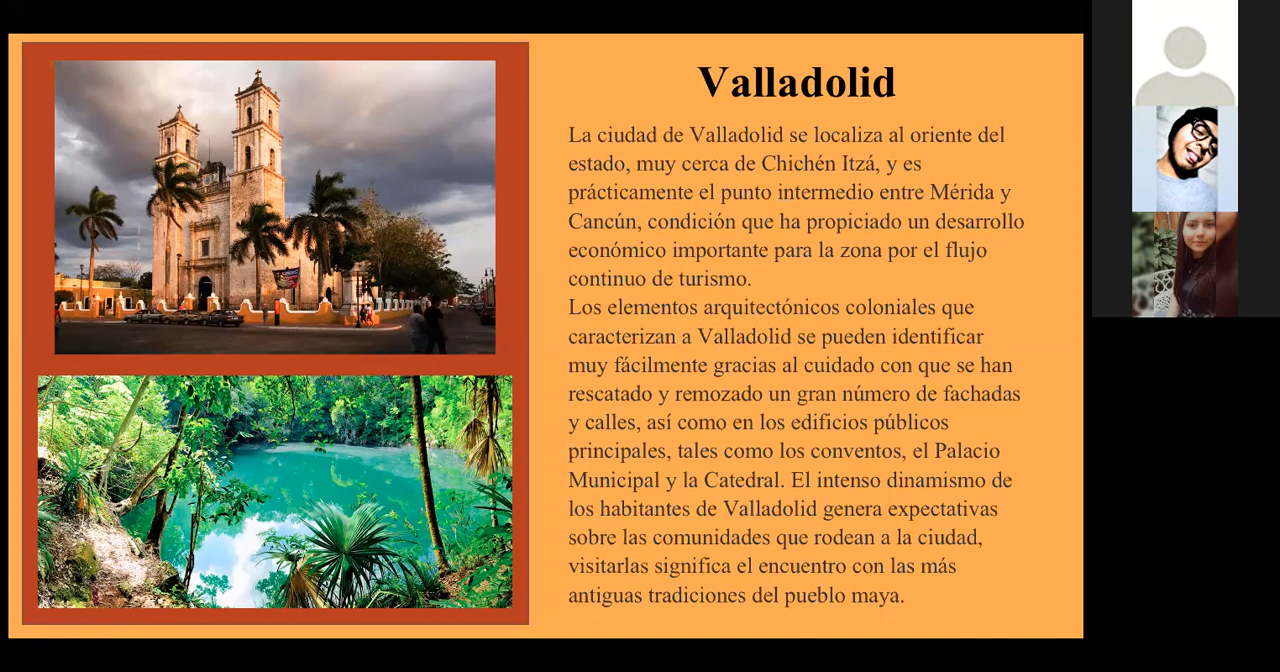 Valladolid
La ciudad de Valladolid se localiza al oriente del
estado, muy cerca de Chichén Itzá, y es
prácticamente el punto intermedio entre Mérida y
Cancún, condición que ha propiciado un desarrollo
económico importante para la zona por el flujo
continuo de turismo.
Los elementos arquitectónicos coloniales que
caracterizan a Valladolid se pueden identificar
muy fácilmente gracias al cuidado con que se han
rescatado y remozado un gran número de fachadas
y calles, así como en los edificios públicos
principales, tales como los conventos, el Palacio
Municipal y la Catedral. El intenso dinamismo de
los habitantes de Valladolid genera expectativas
sobre las comunidades que rodean a la ciudad,
visitarlas significa el encuentro con las más
antiguas tradiciones del pueblo maya.